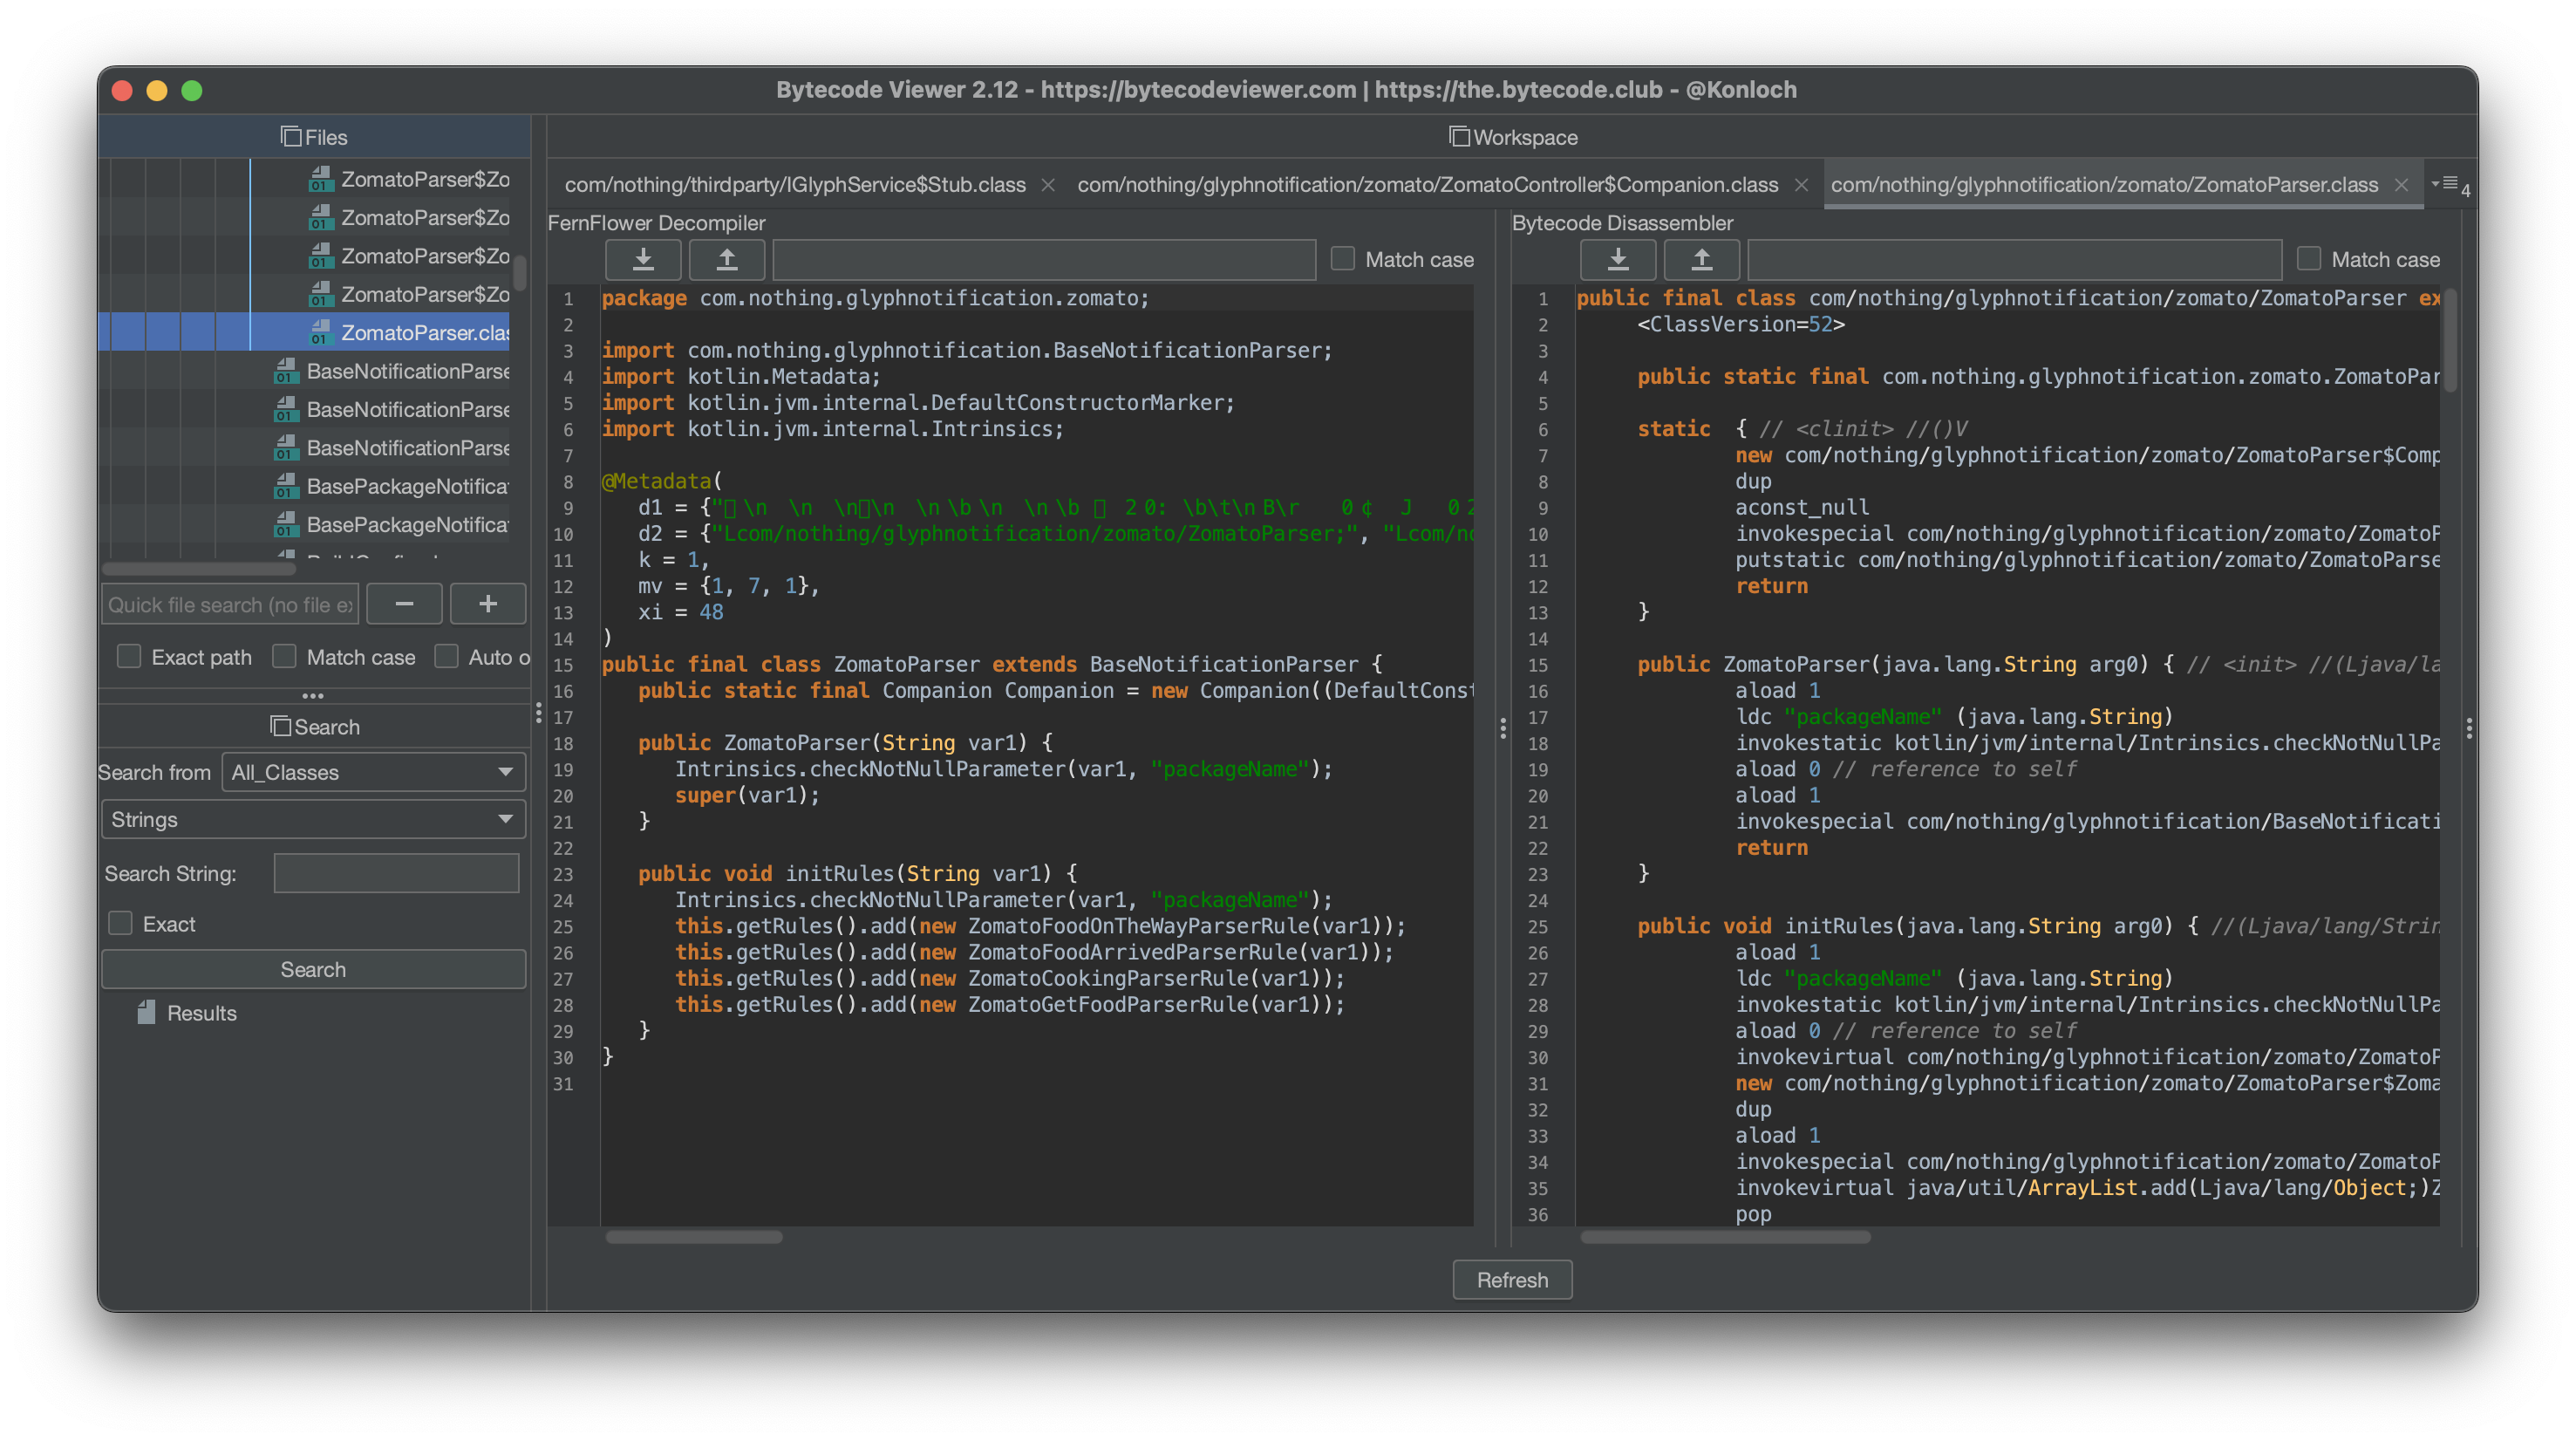 Bytecode Viewer 2.12 - https://bytecodeviewer.com | https://the.bytecode.club - @Konloch
Files
ZomatoParser$Zo
ZomatoParser$Zo
ZomatoParser$Zo
ZomatoParser$Zo
ZomatoParser.clas
BaseNotificationParse
BaseNotificationParse
BaseNotificationParse
BasePackageNotifica
BasePackageNotifica
Quick file search (no file ex
− +
Exact path Match case Auto o
Search
Search from All_Classes
Strings
Search String:
Exact
Search
Results
Workspace
com/nothing/thirdparty/IGlyphService$Stub.class com/nothing/glyphnotification/zomato/ZomatoController$Companion.class com/nothing/glyphnotification/zomato/ZomatoParser.class 4
FernFlower Decompiler
Match case
1 package com.nothing.glyphnotification.zomato;
2
3 import com.nothing.glyphnotification.BaseNotificationParser;
4 import kotlin.Metadata;
5 import kotlin.jvm.internal.DefaultConstructorMarker;
6 import kotlin.jvm.internal.Intrinsics;
7
8 @Metadata(
9 d1 = {"\n \n \n\n \n\b\n \n\b 20: \b\t\nB\r 0¢ J 02
10 d2 = {"Lcom/nothing/glyphnotification/zomato/ZomatoParser;", "Lcom/no
11 k = 1,
12 mv = {1, 7, 1},
13 xi = 48
14 )
15 public final class ZomatoParser extends BaseNotificationParser {
16 public static final Companion Companion = new Companion((DefaultConst
17
18 public ZomatoParser(String var1) {
19 Intrinsics.checkNotNullParameter(var1, "packageName");
20 super(var1);
21 }
22
23 public void initRules(String var1) {
24 Intrinsics.checkNotNullParameter(var1, "packageName");
25 this.getRules().add(new ZomatoFoodOnTheWayParserRule(var1));
26 this.getRules().add(new ZomatoFoodArrivedParserRule(var1));
27 this.getRules().add(new ZomatoCookingParserRule(var1));
28 this.getRules().add(new ZomatoGetFoodParserRule(var1));
29 }
30 }
31
Bytecode Disassembler
Match case
1 public final class com/nothing/glyphnotification/zomato/ZomatoParser ex
2 <ClassVersion=52>
3
4 public static final com.nothing.glyphnotification.zomato.ZomatoPar
5
6 static { // <clinit> //()V
7 new com/nothing/glyphnotification/zomato/ZomatoParser$Comp
8 dup
9 aconst_null
10 invokespecial com/nothing/glyphnotification/zomato/ZomatoP
11 putstatic com/nothing/glyphnotification/zomato/ZomatoParse
12 return
13 }
14
15 public ZomatoParser(java.lang.String arg0) { // <init> //(Ljava/la
16 aload 1
17 ldc "packageName" (java.lang.String)
18 invokestatic kotlin/jvm/internal/Intrinsics.checkNotNullPa
19 aload 0 // reference to self
20 aload 1
21 invokespecial com/nothing/glyphnotification/BaseNotificati
22 return
23 }
24
25 public void initRules(java.lang.String arg0) { //(Ljava/lang/Strin
26 aload 1
27 ldc "packageName" (java.lang.String)
28 invokestatic kotlin/jvm/internal/Intrinsics.checkNotNullPa
29 aload 0 // reference to self
30 invokevirtual com/nothing/glyphnotification/zomato/ZomatoP
31 new com/nothing/glyphnotification/zomato/ZomatoParser$Zoma
32 dup
33 aload 1
34 invokespecial com/nothing/glyphnotification/zomato/ZomatoP
35 invokevirtual java/util/ArrayList.add(Ljava/lang/Object;)Z
36 pop
Refresh